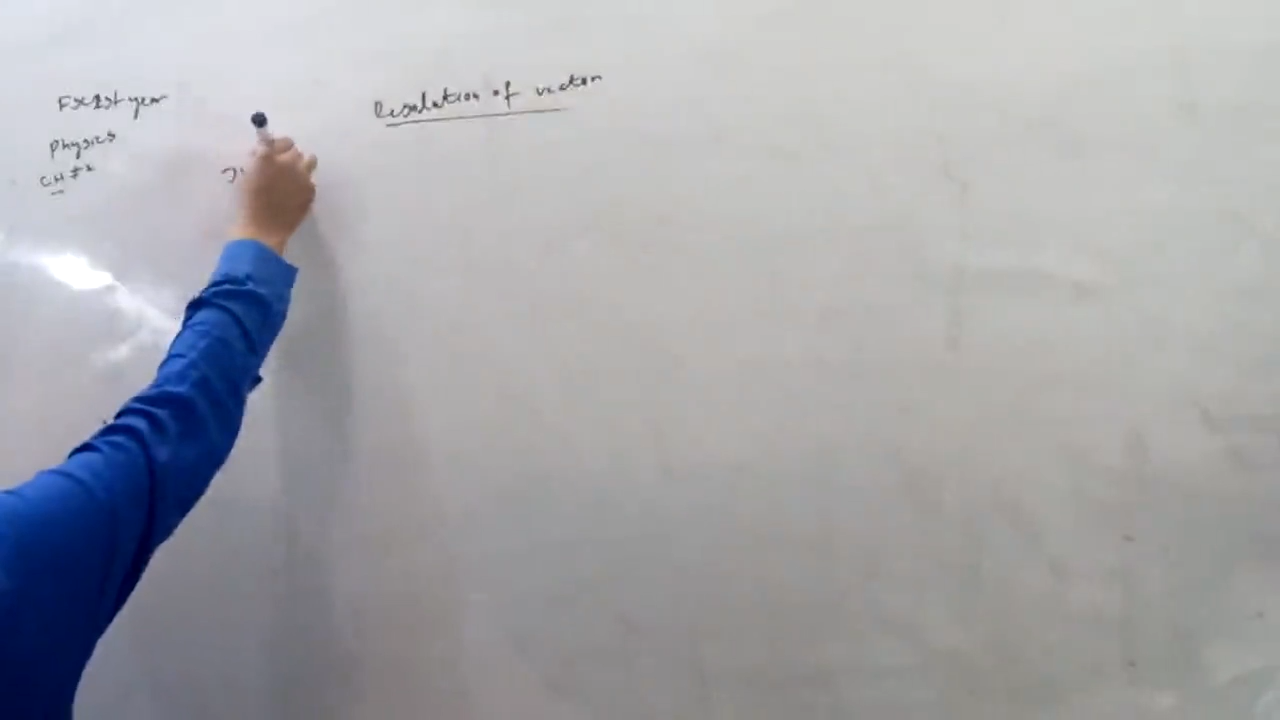 Fsc 1st year
Physics
CH # 2
Resolution of vector